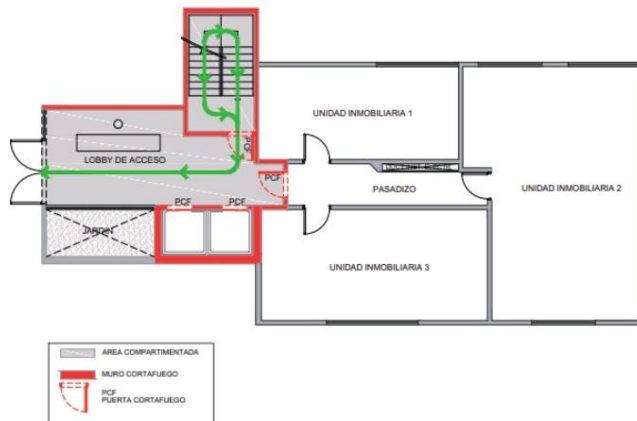 UNIDAD INMOBILIARIA 1
PCF
LOBBY DE ACCESO
PCF
PASADIZO
UNIDAD INMOBILIARIA 2
PCF
PCF
JARDIN
UNIDAD INMOBILIARIA 3
AREA COMPARTIMENTADA
MURO CORTAFUEGO
PCF
PUERTA CORTAFUEGO